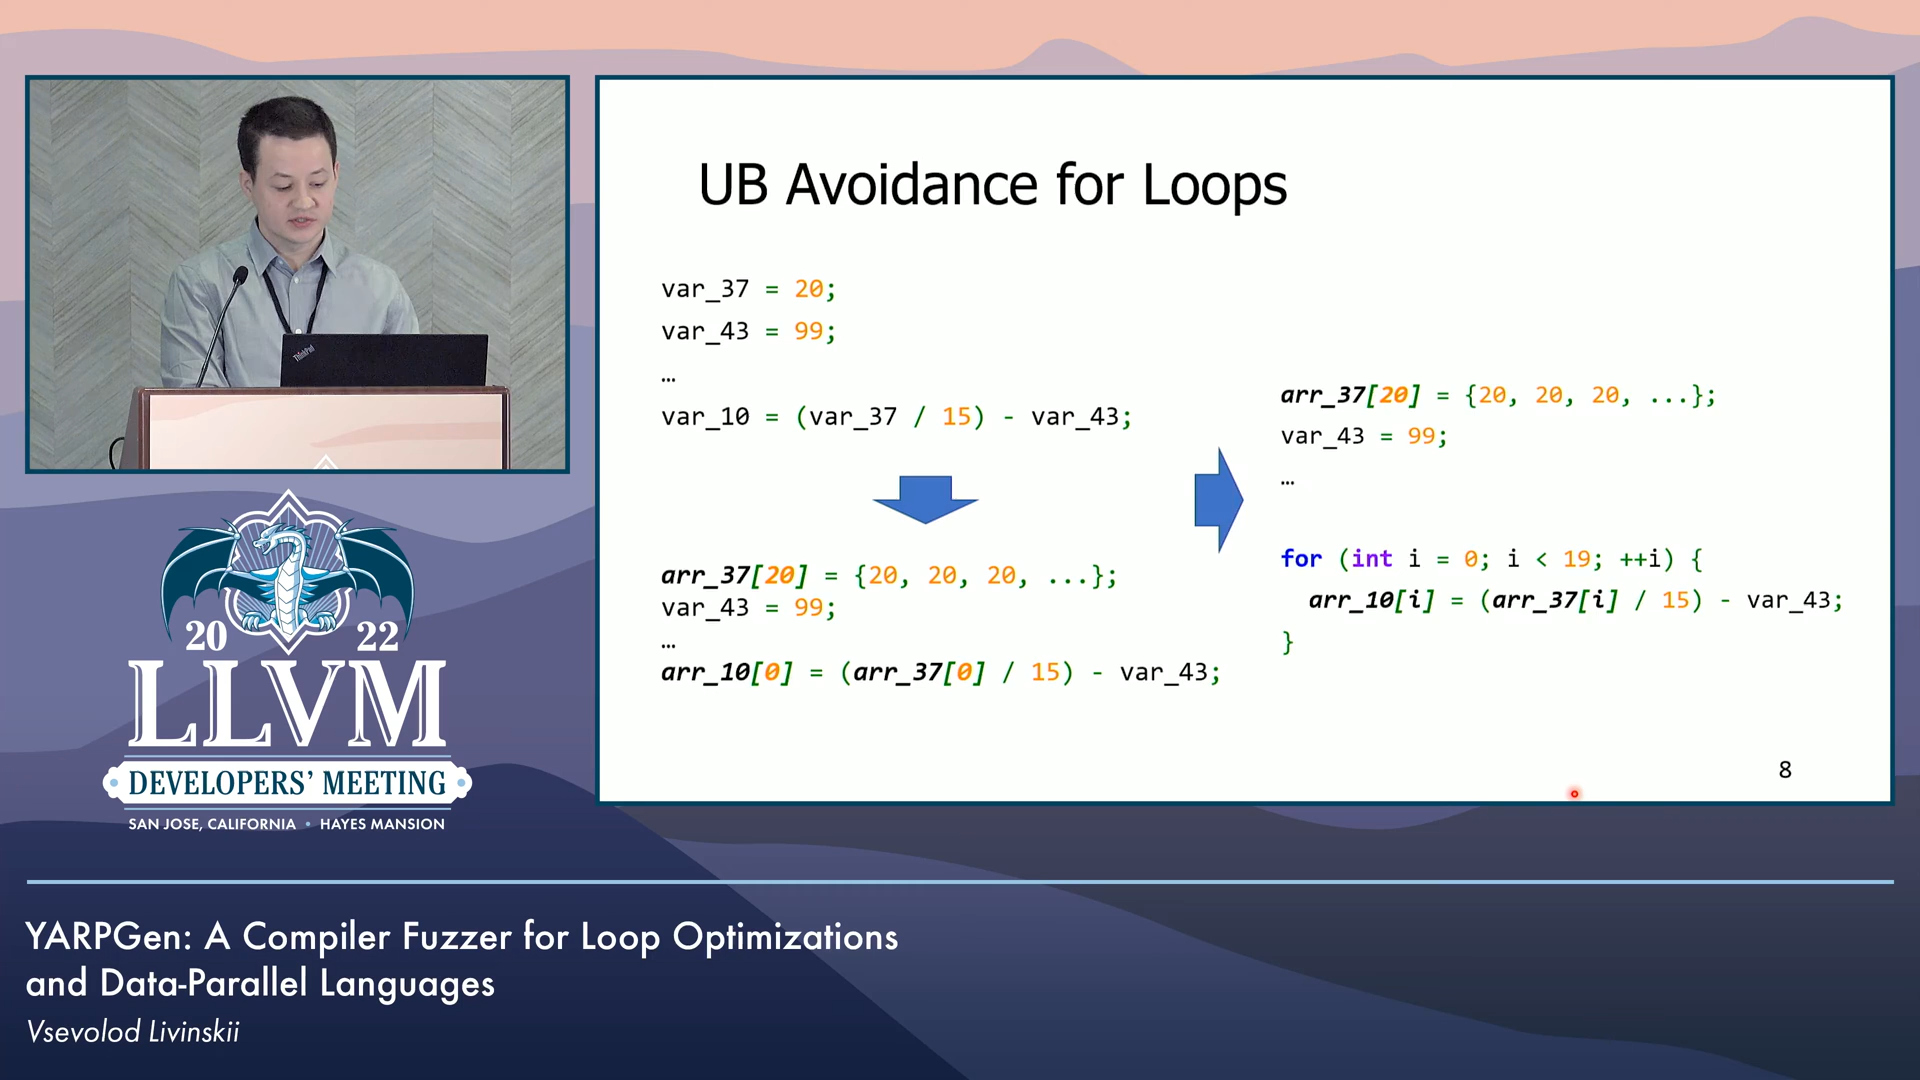 UB Avoidance for Loops
var_37 = 20;
var_43 = 99;
…
var_10 = (var_37 / 15) - var_43;
arr_37[20] = {20, 20, 20, ...};
var_43 = 99;
…
arr_10[0] = (arr_37[0] / 15) - var_43;
arr_37[20] = {20, 20, 20, ...};
var_43 = 99;
…
for (int i = 0; i < 19; ++i) {
arr_10[i] = (arr_37[i] / 15) - var_43;
}
8
ThinkPad
20 22
LLVM
DEVELOPERS’ MEETING
SAN JOSE, CALIFORNIA • HAYES MANSION
YARPGen: A Compiler Fuzzer for Loop Optimizations
and Data-Parallel Languages
Vsevolod Livinskii